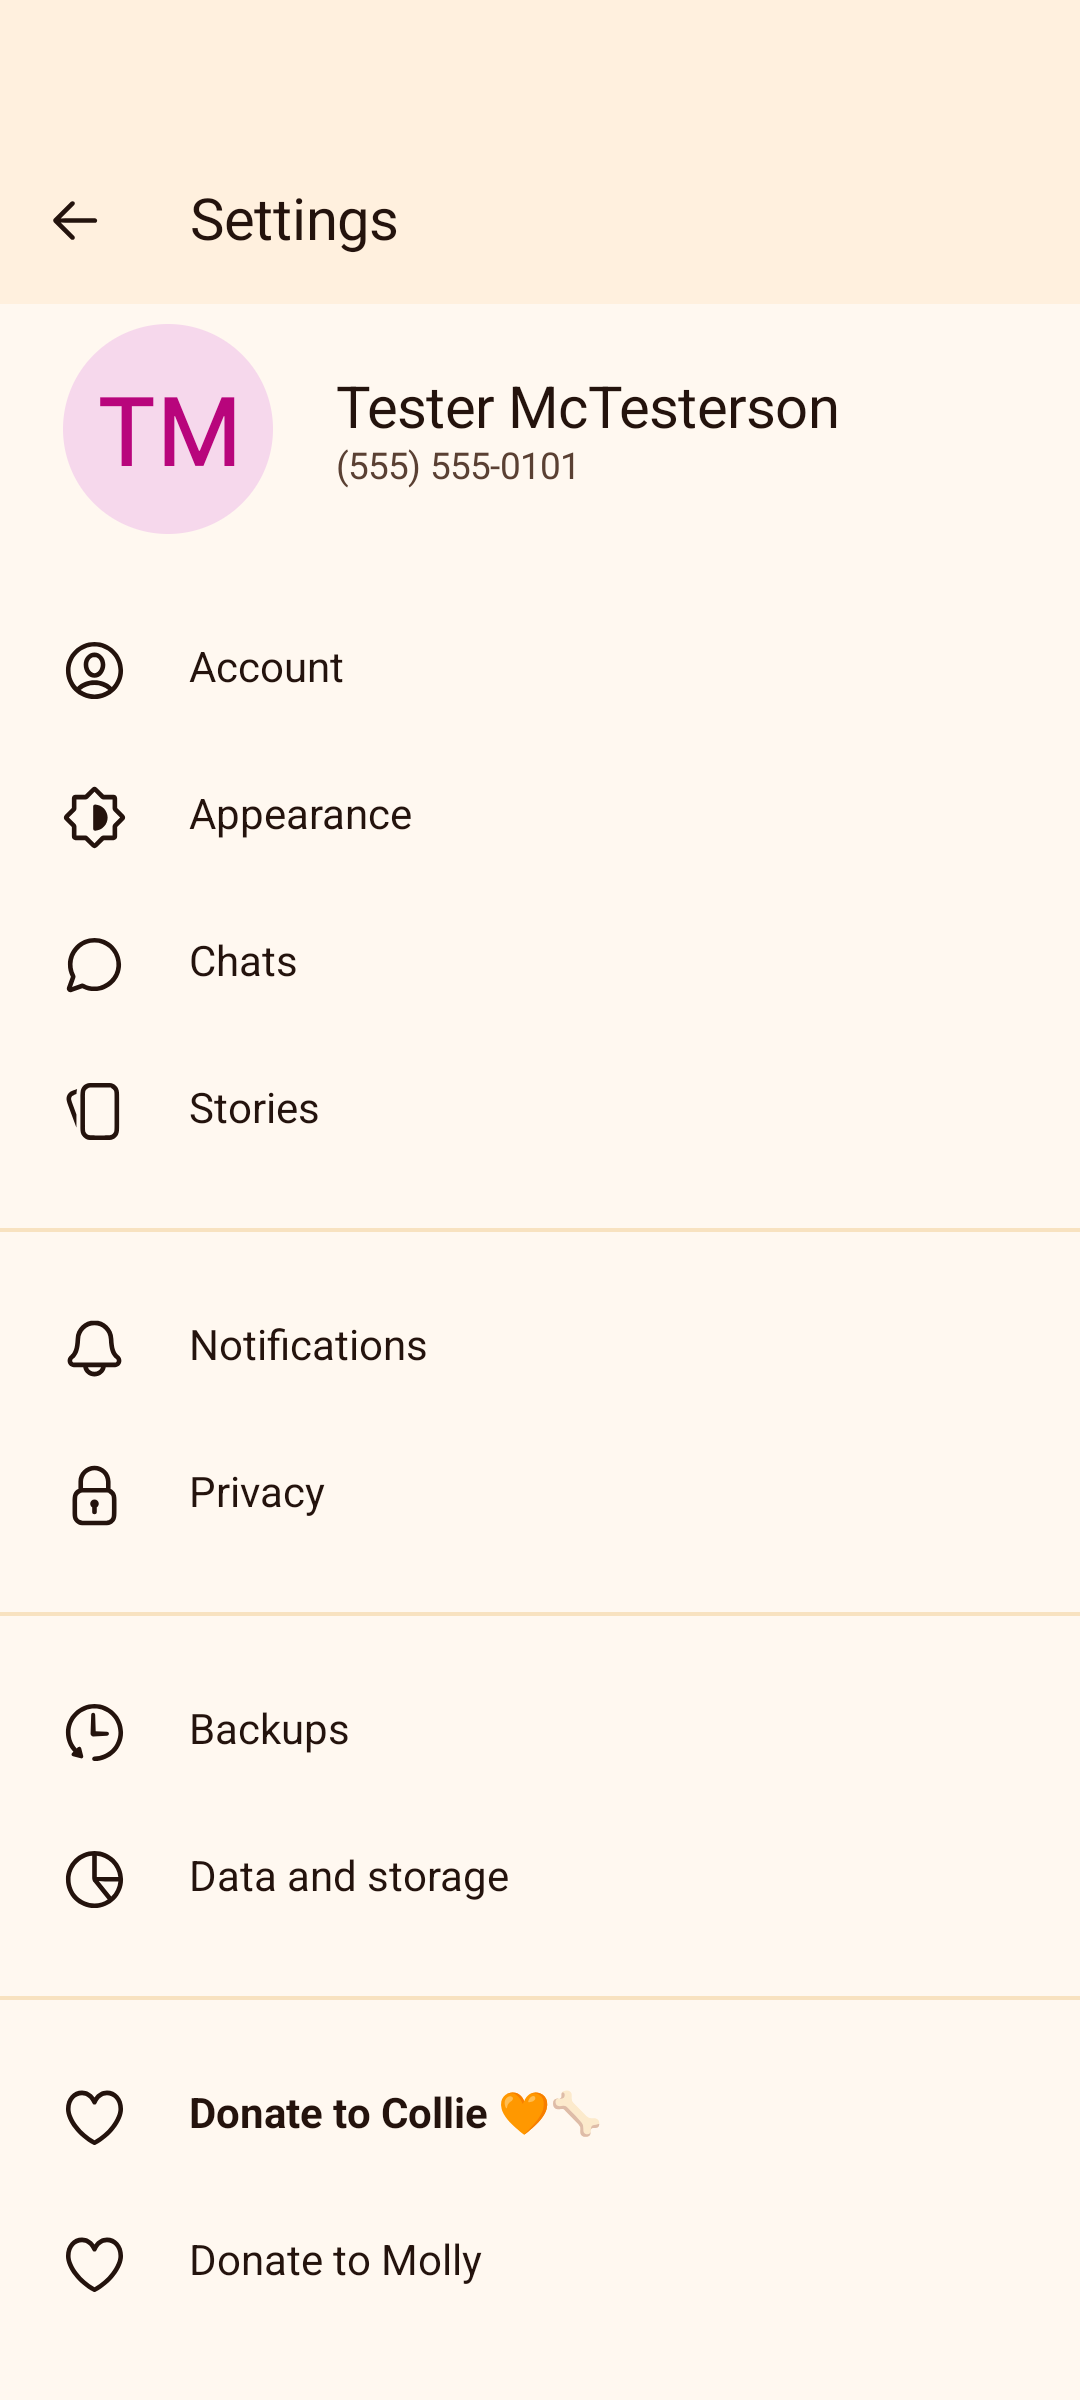 Settings
TM
Tester McTesterson
(555) 555-0101
Account
Appearance
Chats
Stories
Notifications
Privacy
Backups
Data and storage
Donate to Collie 🧡🦴
Donate to Molly